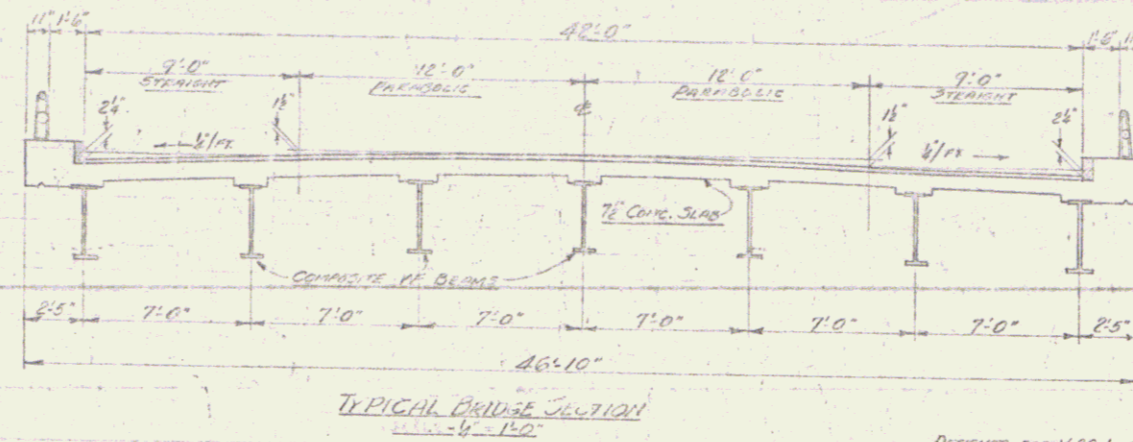 11" 1'-6" 42'-0" 1'-6"
9'-0" 12'-0" 12'-0" 9'-0"
STRAIGHT PARABOLIC PARABOLIC STRAIGHT
℄
2¼" 1½" 1½" 2¼"
¼"/FT. ¼"/FT.
7½" CONC. SLAB
COMPOSITE WF BEAMS
2'-5" 7'-0" 7'-0" 7'-0" 7'-0" 7'-0" 7'-0" 2'-5"
46'-10"
TYPICAL BRIDGE SECTION
¼" = 1'-0"